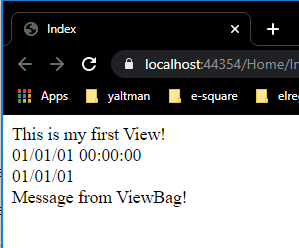 Index
localhost:44354/Home/In
Apps yaltman e-square elre
This is my first View!
01/01/01 00:00:00
01/01/01
Message from ViewBag!